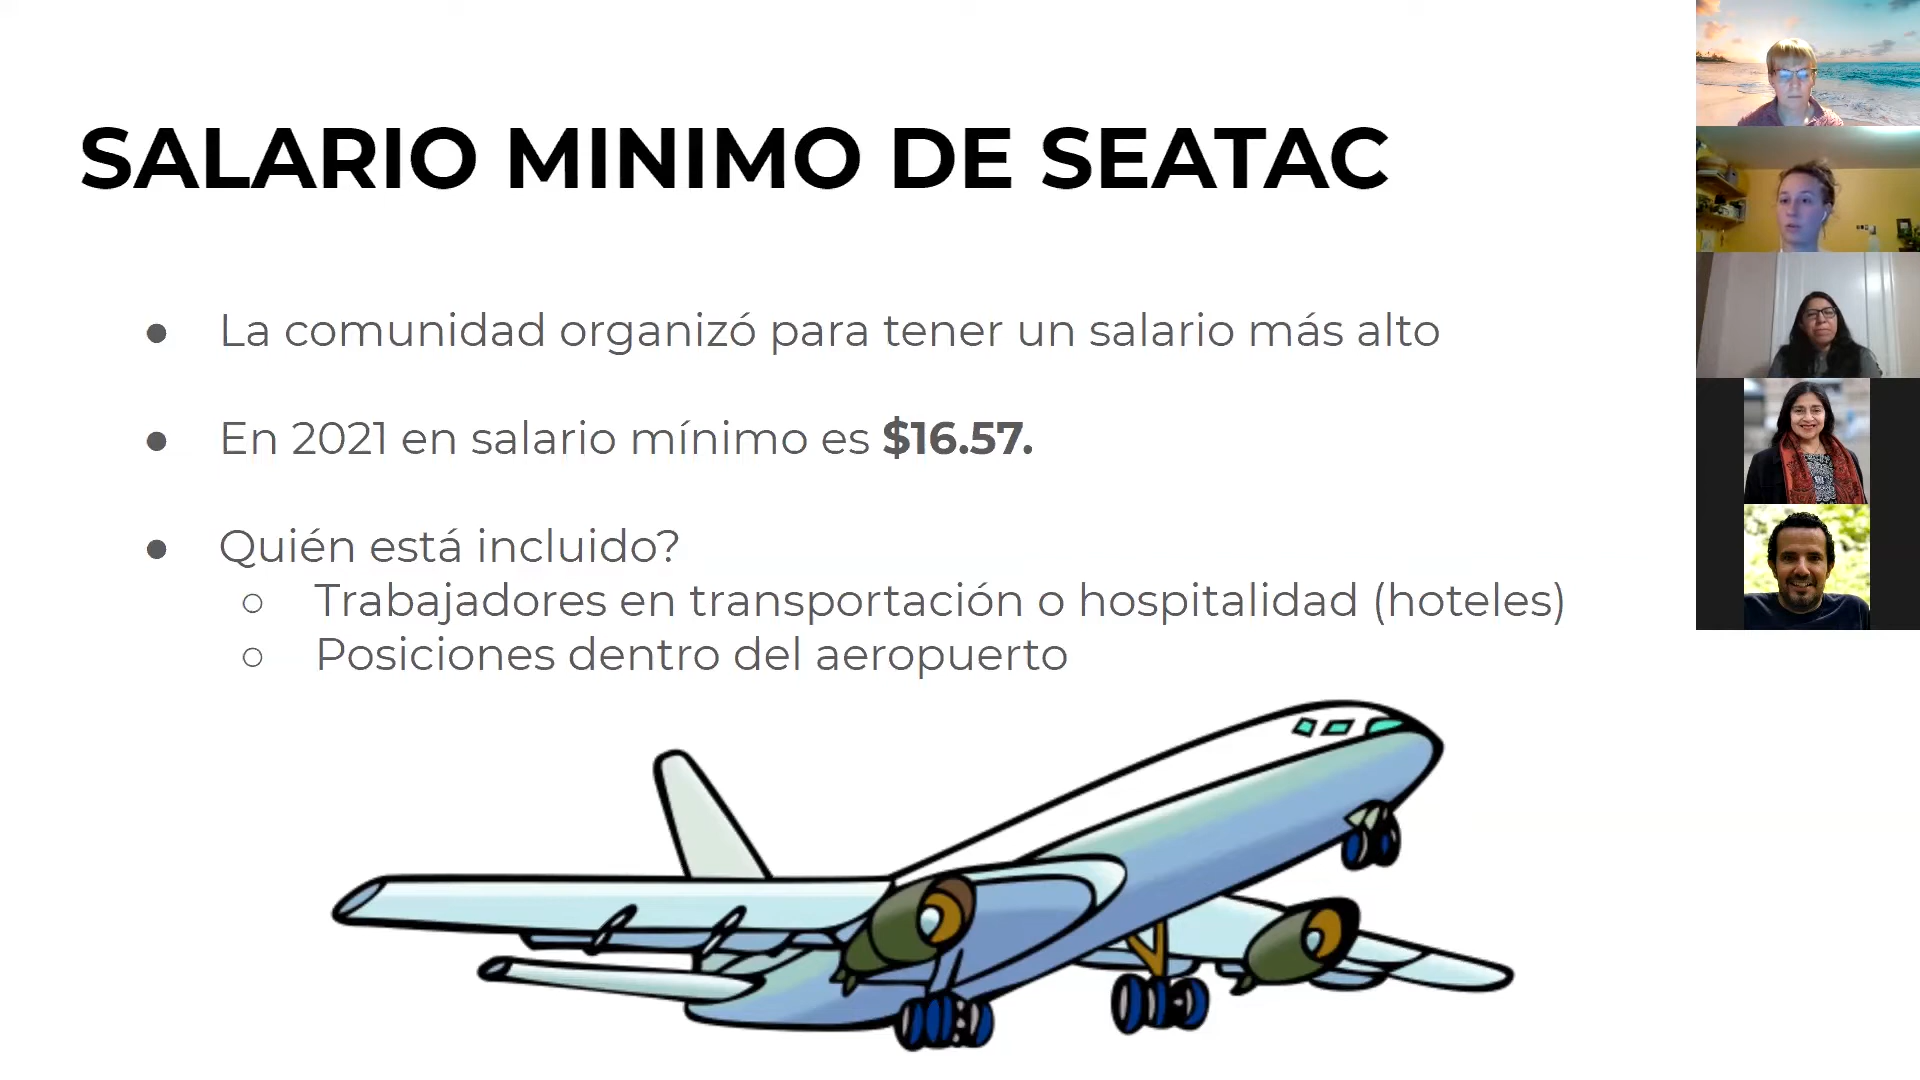 SALARIO MINIMO DE SEATAC
● La comunidad organizó para tener un salario más alto
● En 2021 en salario mínimo es $16.57.
● Quién está incluido?
○ Trabajadores en transportación o hospitalidad (hoteles)
○ Posiciones dentro del aeropuerto